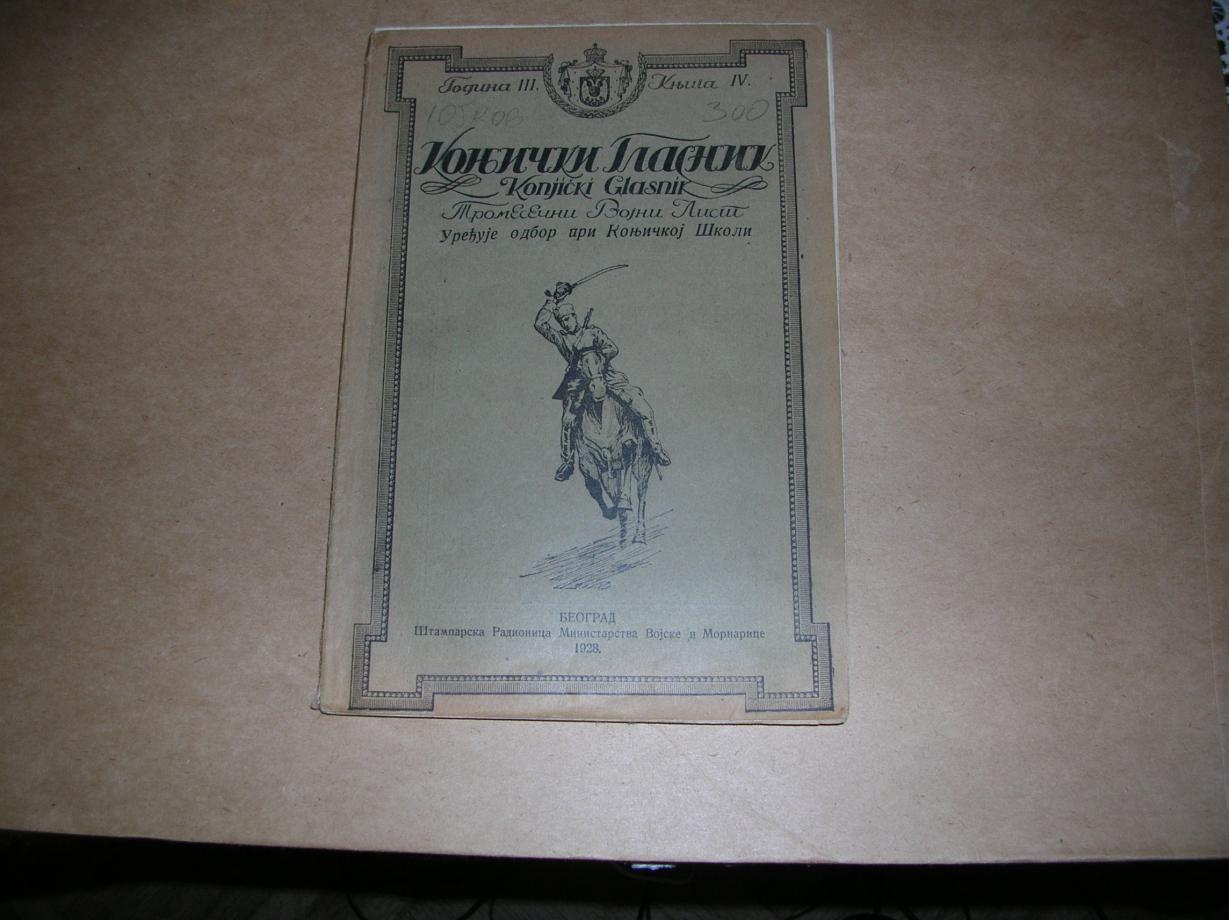 Година III. Књига IV.
300
Коњички Гласник
Konjički Glasnik
Тромесечни Војни Лист
Уређује одбор при Коњичкој Школи
БЕОГРАД
Штампарска Радионица Министарства Војске и Морнарице
1928.